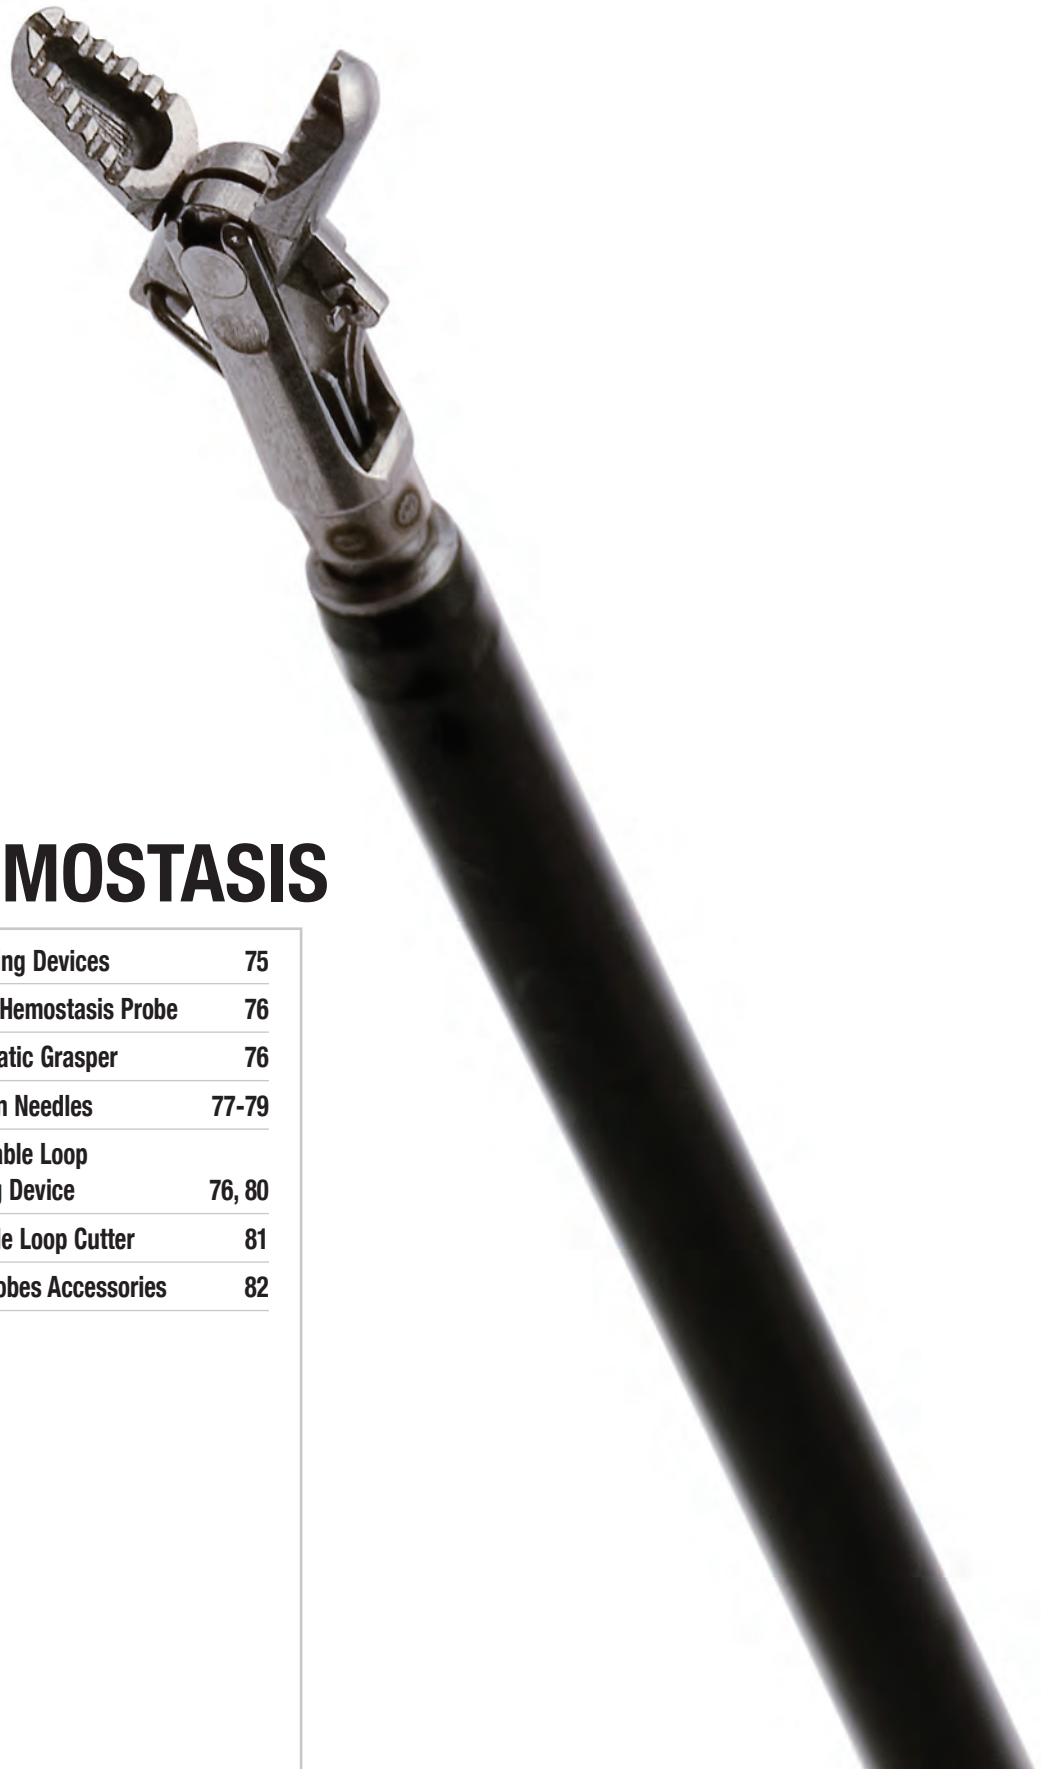 MOSTASIS
ing Devices 75
Hemostasis Probe 76
atic Grasper 76
n Needles 77-79
able Loop
g Device 76, 80
le Loop Cutter 81
obes Accessories 82